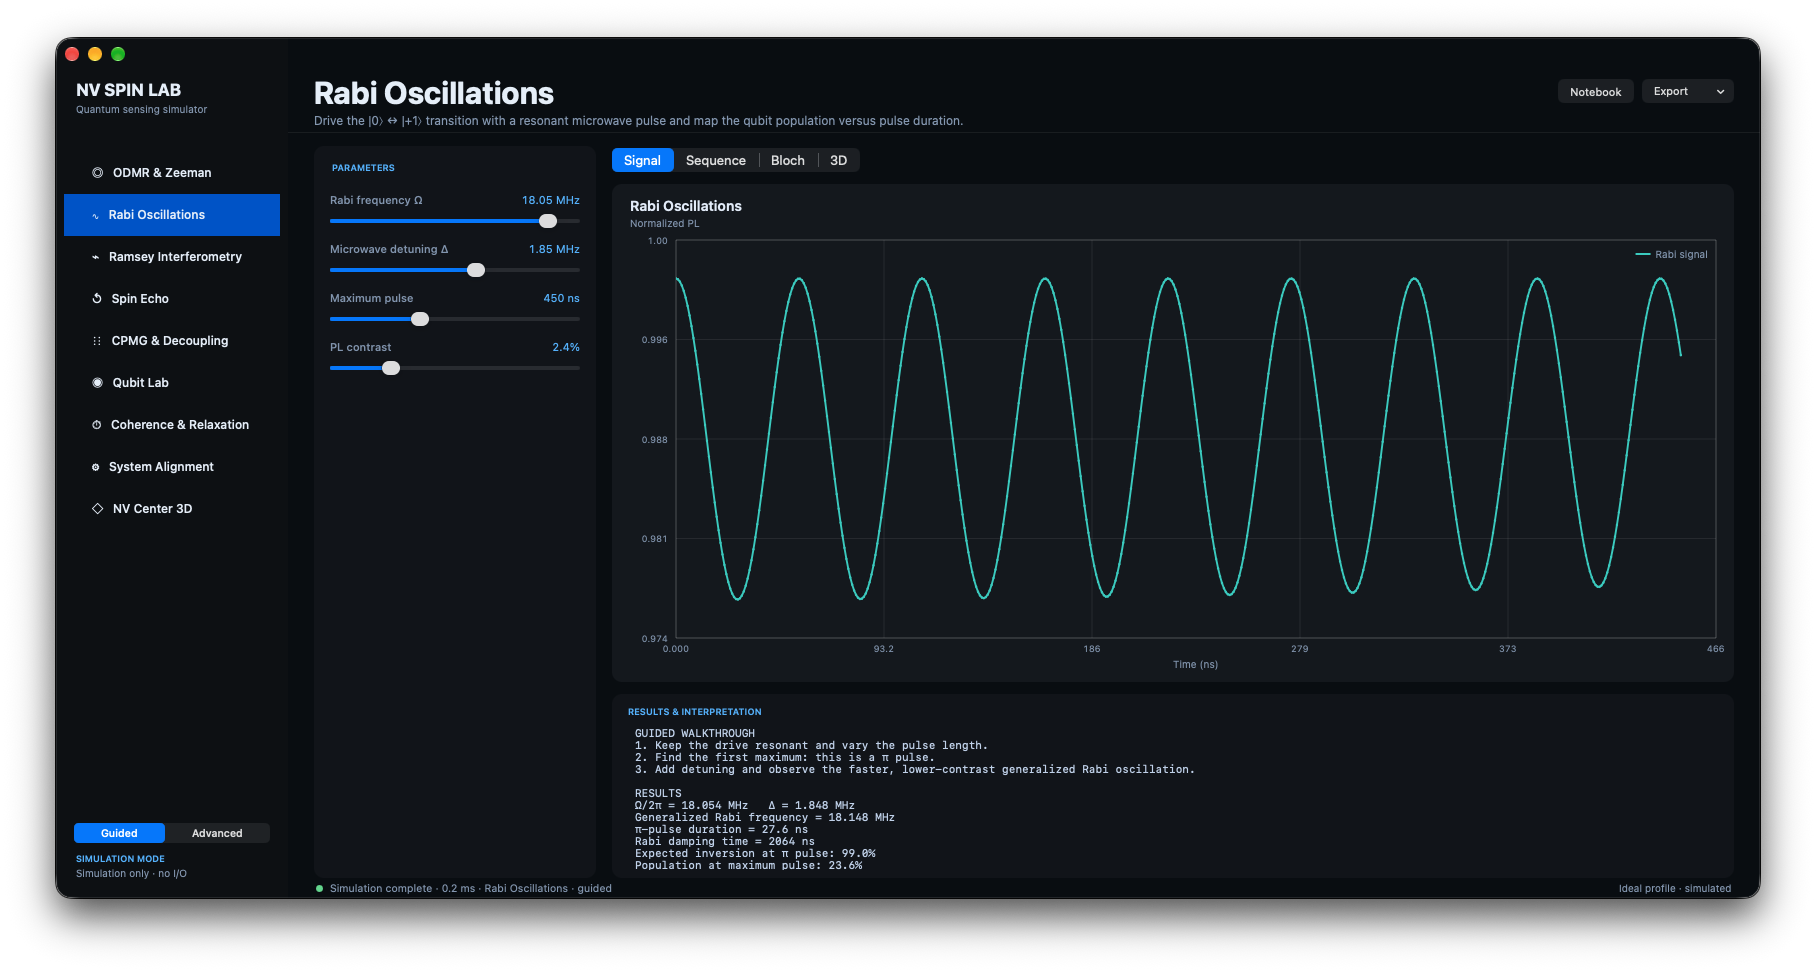 NV SPIN LAB
Quantum sensing simulator
ODMR & Zeeman
Rabi Oscillations
Ramsey Interferometry
Spin Echo
CPMG & Decoupling
Qubit Lab
Coherence & Relaxation
System Alignment
NV Center 3D
Guided Advanced
SIMULATION MODE
Simulation only · no I/O
Rabi Oscillations
Drive the |0⟩ ↔ |+1⟩ transition with a resonant microwave pulse and map the qubit population versus pulse duration.
Notebook Export
PARAMETERS
Rabi frequency Ω 18.05 MHz
Microwave detuning Δ 1.85 MHz
Maximum pulse 450 ns
PL contrast 2.4%
Signal Sequence Bloch 3D
Rabi Oscillations
Normalized PL
Rabi signal
1.00
0.996
0.988
0.981
0.974
0.000 93.2 186 279 373 466
Time (ns)
RESULTS & INTERPRETATION
GUIDED WALKTHROUGH
1. Keep the drive resonant and vary the pulse length.
2. Find the first maximum: this is a π pulse.
3. Add detuning and observe the faster, lower-contrast generalized Rabi oscillation.
RESULTS
Ω/2π = 18.054 MHz Δ = 1.848 MHz
Generalized Rabi frequency = 18.148 MHz
π-pulse duration = 27.6 ns
Rabi damping time = 2064 ns
Expected inversion at π pulse: 99.0%
Population at maximum pulse: 23.6%
Simulation complete · 0.2 ms · Rabi Oscillations · guided
Ideal profile · simulated